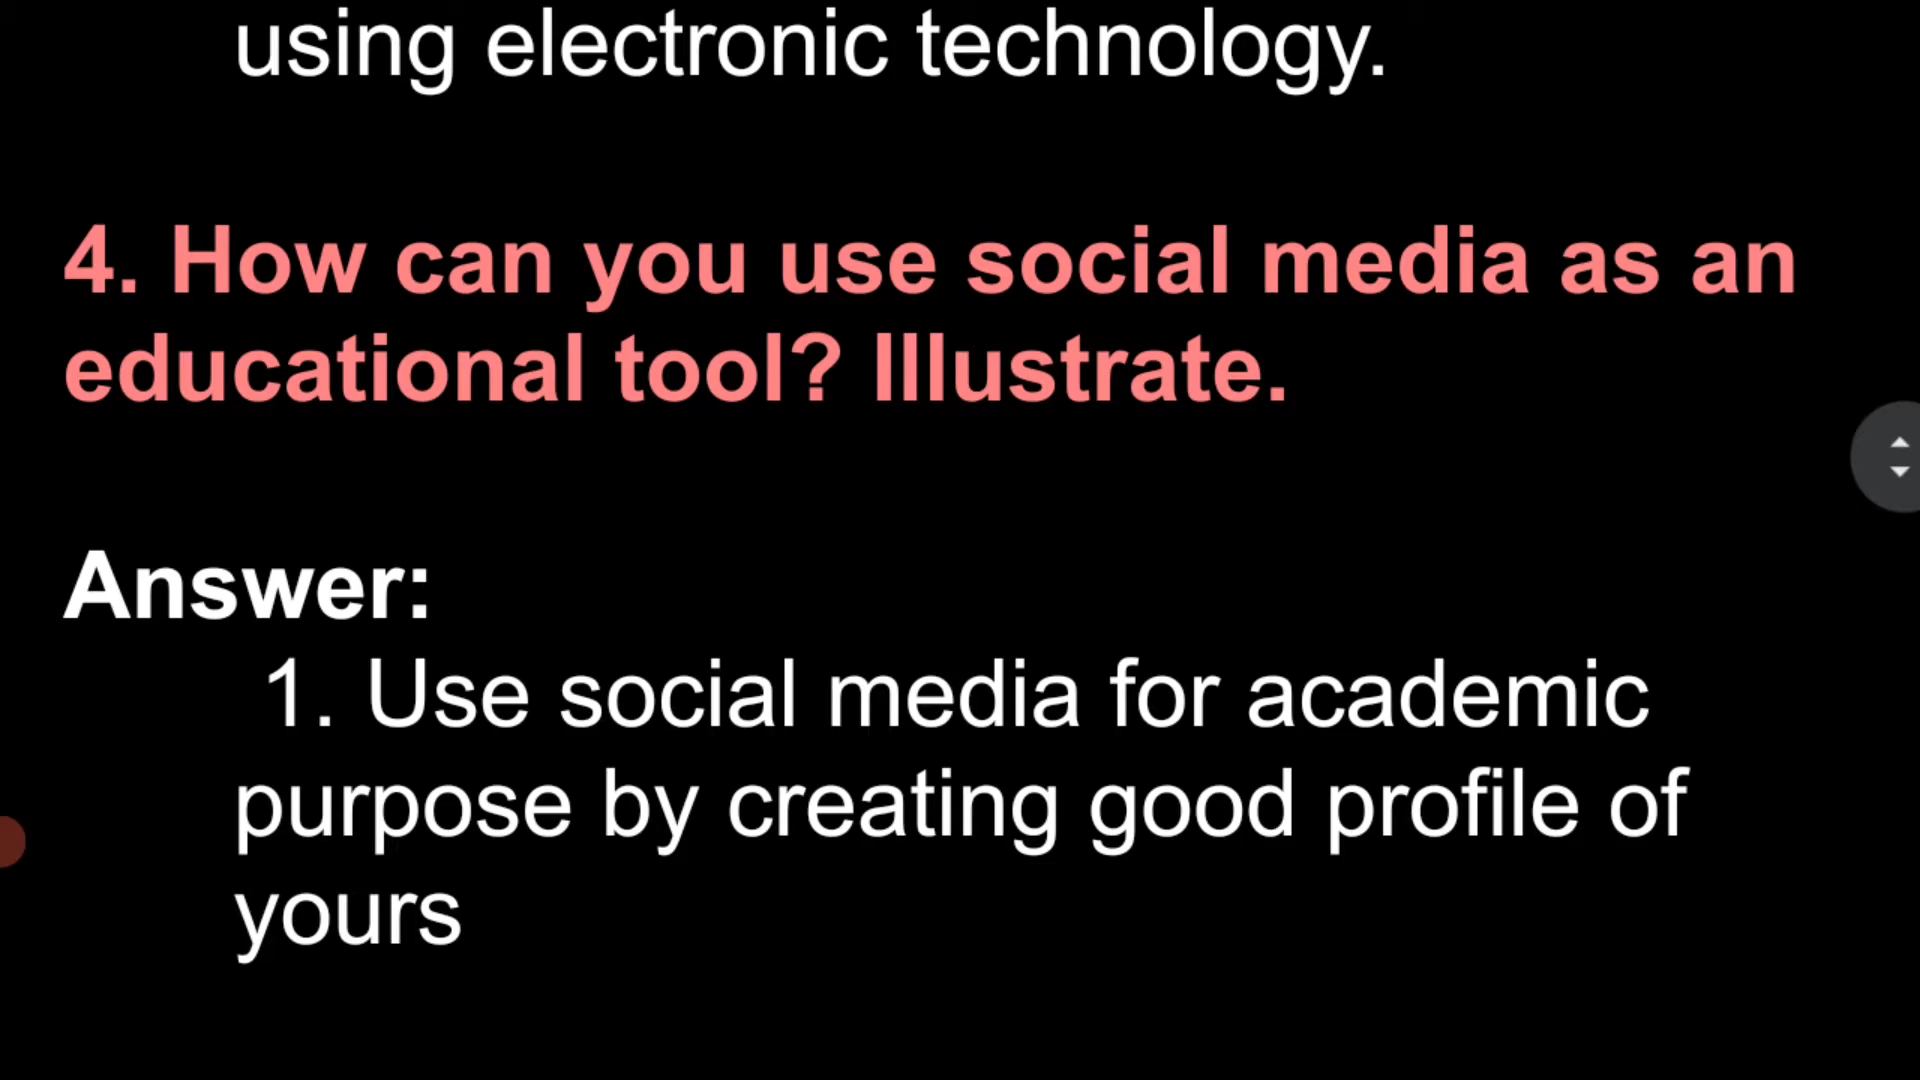 using electronic technology.
4. How can you use social media as an
educational tool? Illustrate.
Answer:
1. Use social media for academic
purpose by creating good profile of
yours